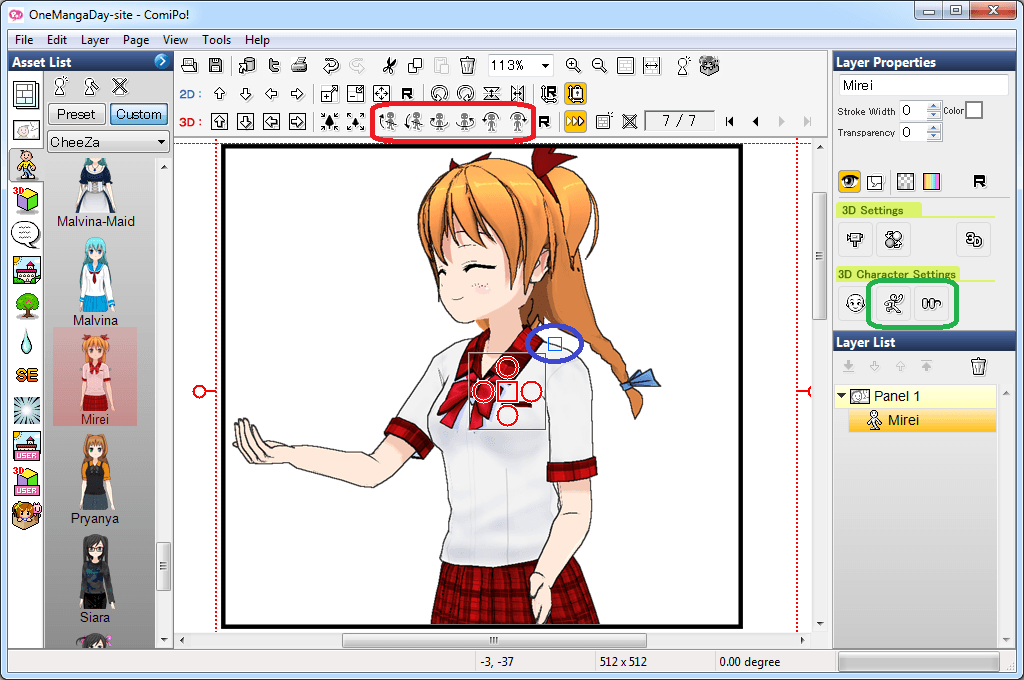 OneMangaDay-site - ComiPo!
File Edit Layer Page View Tools Help
Asset List
Preset Custom
CheeZa
Malvina-Maid
Malvina
Mirei
Pryanya
Siara
3D
SE
USER
3D
USER
113%
2D :
R
R
3D :
R
7 / 7
Layer Properties
Mirei
Stroke Width 0 Color
Transparency 0
R
3D Settings
3D
3D Character Settings
Layer List
Panel 1
Mirei
-3, -37
512 x 512
0.00 degree